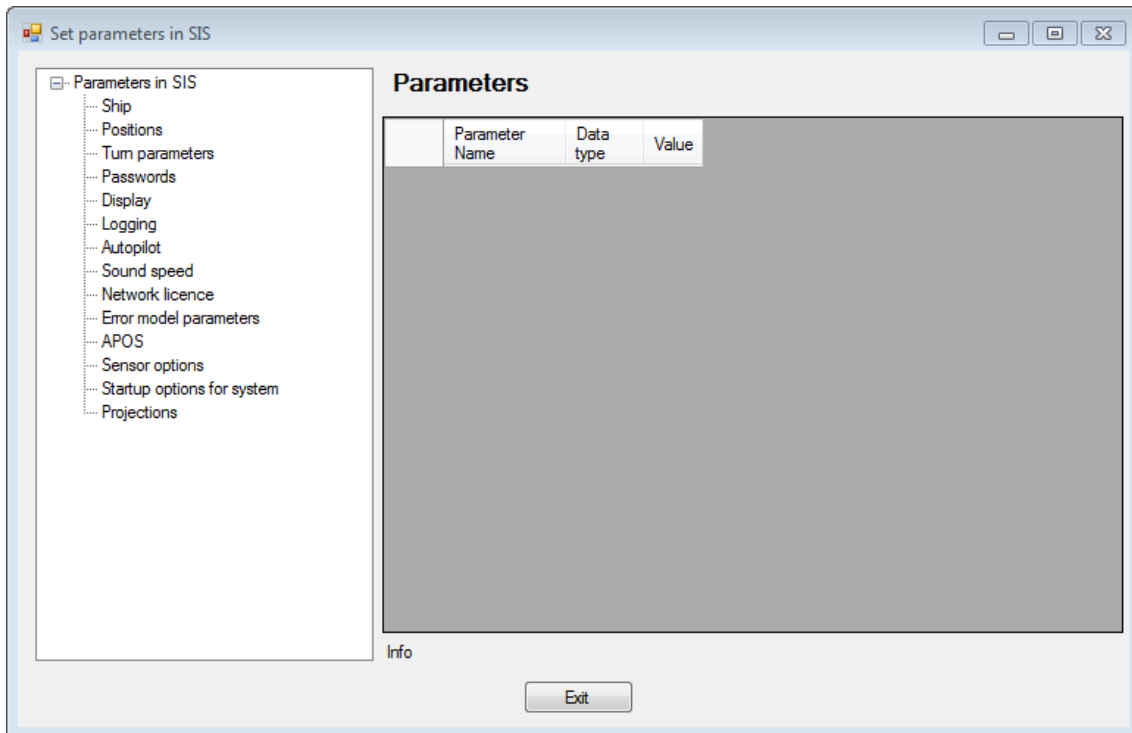 Set parameters in SIS
Parameters in SIS
Ship
Positions
Turn parameters
Passwords
Display
Logging
Autopilot
Sound speed
Network licence
Error model parameters
APOS
Sensor options
Startup options for system
Projections
Parameters
Parameter
Name
Data
type
Value
Info
Exit